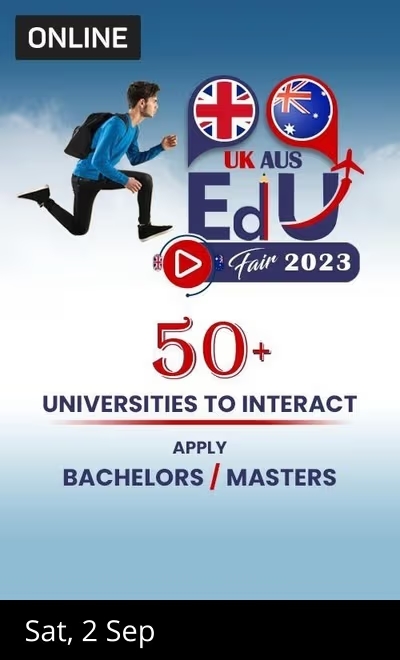 ONLINE
UK AUS
EdU
Fair 2023
50+
UNIVERSITIES TO INTERACT
APPLY
BACHELORS / MASTERS
Sat, 2 Sep